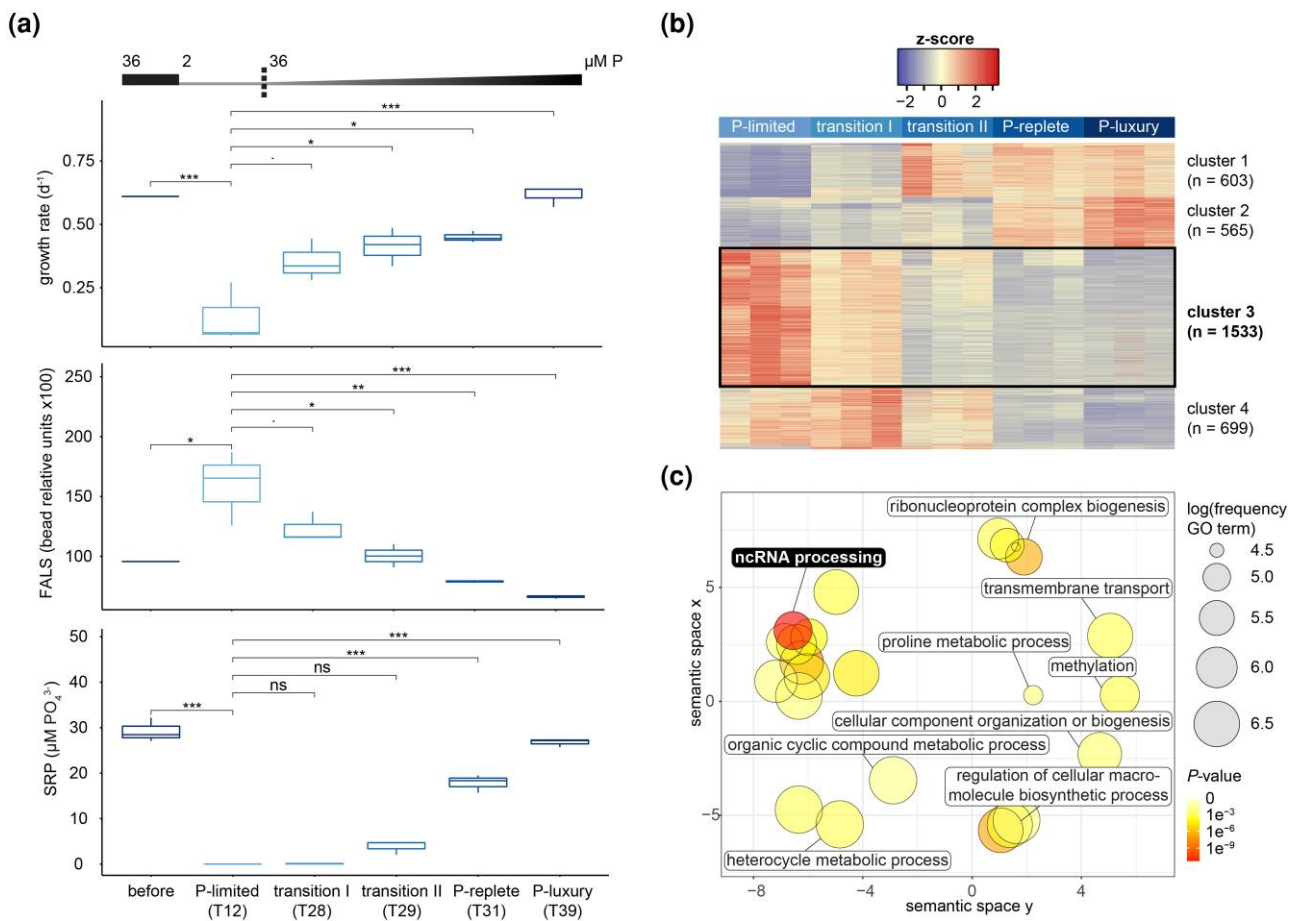 (a)
36 2 36 µM P
growth rate (d⁻¹)
0.75
0.50
0.25
***
*
*
.
***
FALS (bead relative units x100)
250
200
150
100
***
**
*
.
*
SRP (µM PO₄³⁻)
50
40
30
20
10
0
***
***
ns
ns
***
before P-limited transition I transition II P-replete P-luxury
(T12) (T28) (T29) (T31) (T39)
(b)
z-score
−2 0 2
P-limited transition I transition II P-replete P-luxury
cluster 1
(n = 603)
cluster 2
(n = 565)
cluster 3
(n = 1533)
cluster 4
(n = 699)
(c)
semantic space x
5
0
−5
ribonucleoprotein complex biogenesis
ncRNA processing
transmembrane transport
proline metabolic process
methylation
cellular component organization or biogenesis
organic cyclic compound metabolic process
regulation of cellular macro-
molecule biosynthetic process
heterocycle metabolic process
−8 −4 0 4
semantic space y
log(frequency
GO term)
4.5
5.0
5.5
6.0
6.5
P-value
0
1e⁻³
1e⁻⁶
1e⁻⁹